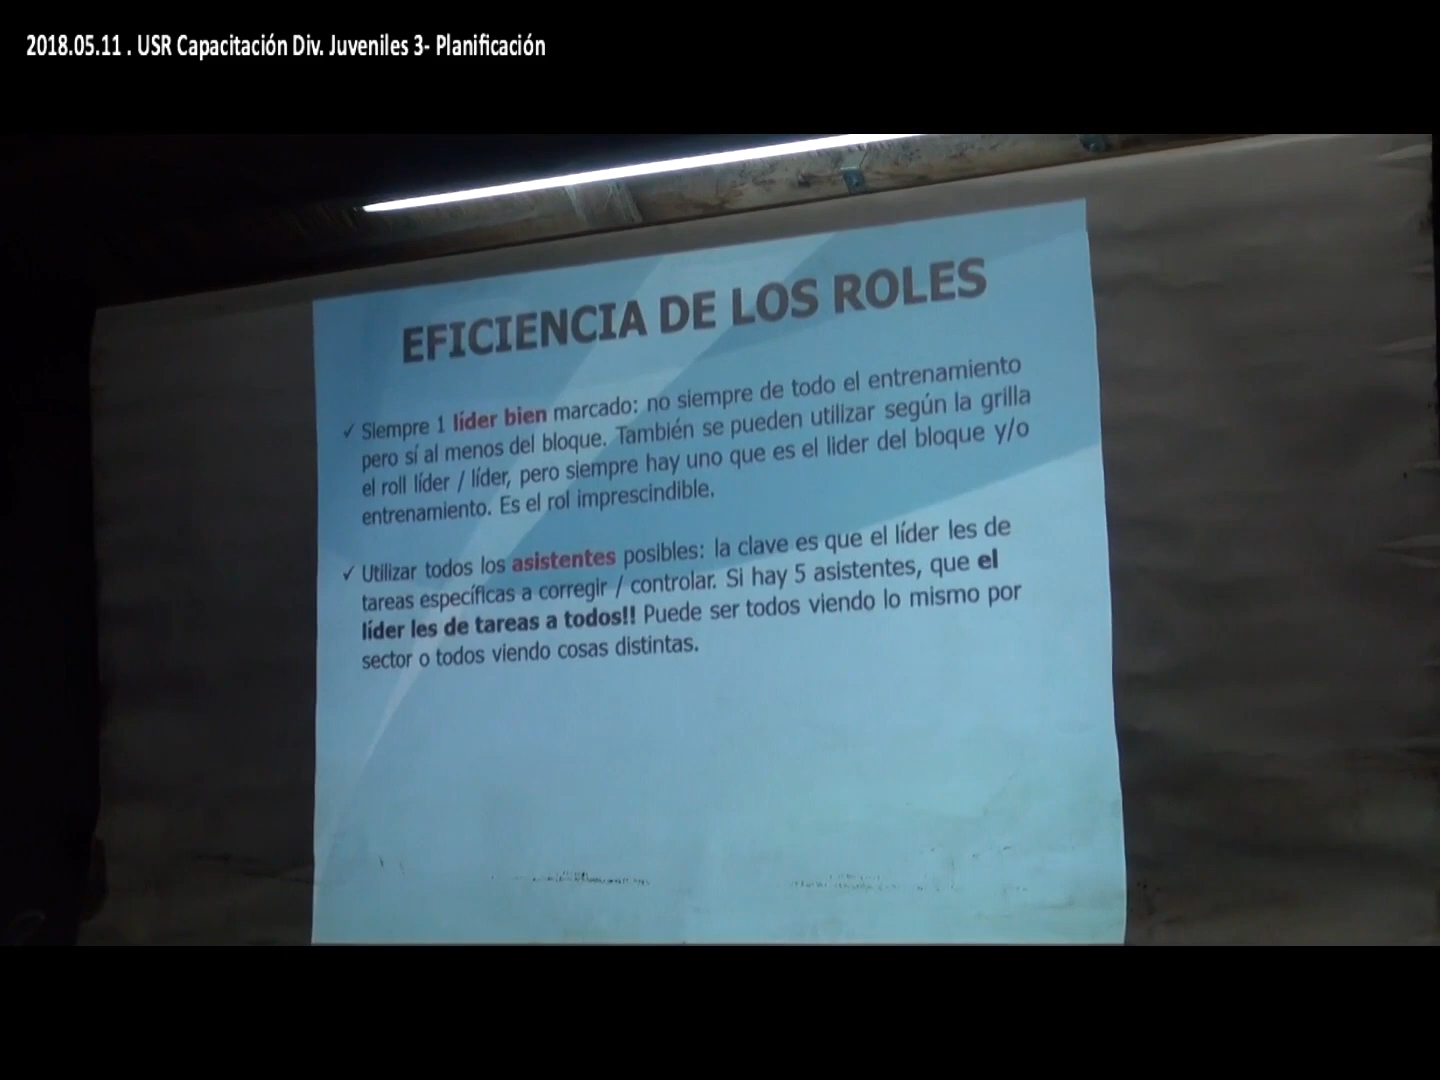 2018.05.11 . USR Capacitación Div. Juveniles 3- Planificación
EFICIENCIA DE LOS ROLES
✓ Siempre 1 líder bien marcado: no siempre de todo el entrenamiento
pero sí al menos del bloque. También se pueden utilizar según la grilla
el roll líder / líder, pero siempre hay uno que es el lider del bloque y/o
entrenamiento. Es el rol imprescindible.
✓ Utilizar todos los asistentes posibles: la clave es que el líder les de
tareas específicas a corregir / controlar. Si hay 5 asistentes, que el
líder les de tareas a todos!! Puede ser todos viendo lo mismo por
sector o todos viendo cosas distintas.